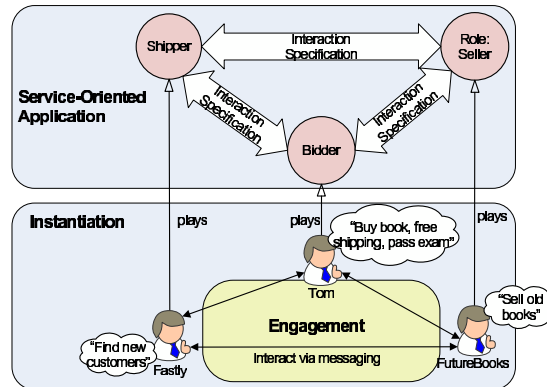 Shipper
Interaction
Specification
Role:
Seller
Service-Oriented
Application
Interaction
Specification
Interaction
Specification
Bidder
Instantiation
plays
plays
plays
"Buy book, free
shipping, pass exam"
Tom
"Sell old
books"
Engagement
"Find new
customers"
Interact via messaging
Fastly
FutureBooks